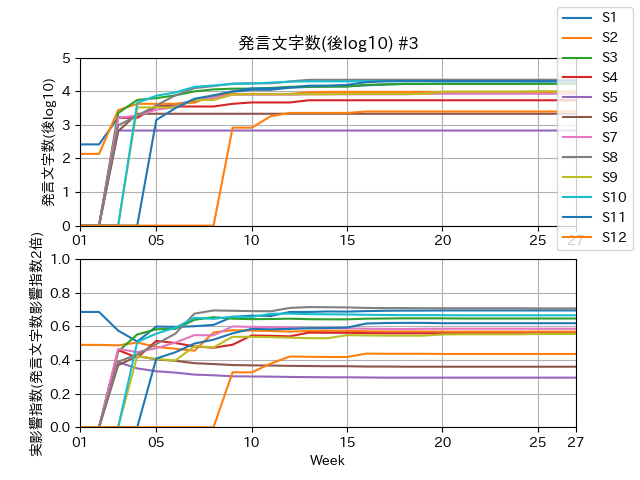 発言文字数(後log10) #3
発言文字数(後log10)
5
4
3
2
1
0
01 05 10 15 20 25 27
S1
S2
S3
S4
S5
S6
S7
S8
S9
S10
S11
S12
実影響指数(発言文字数影響指数2倍)
1.0
0.8
0.6
0.4
0.2
0.0
01 05 10 15 20 25 27
Week